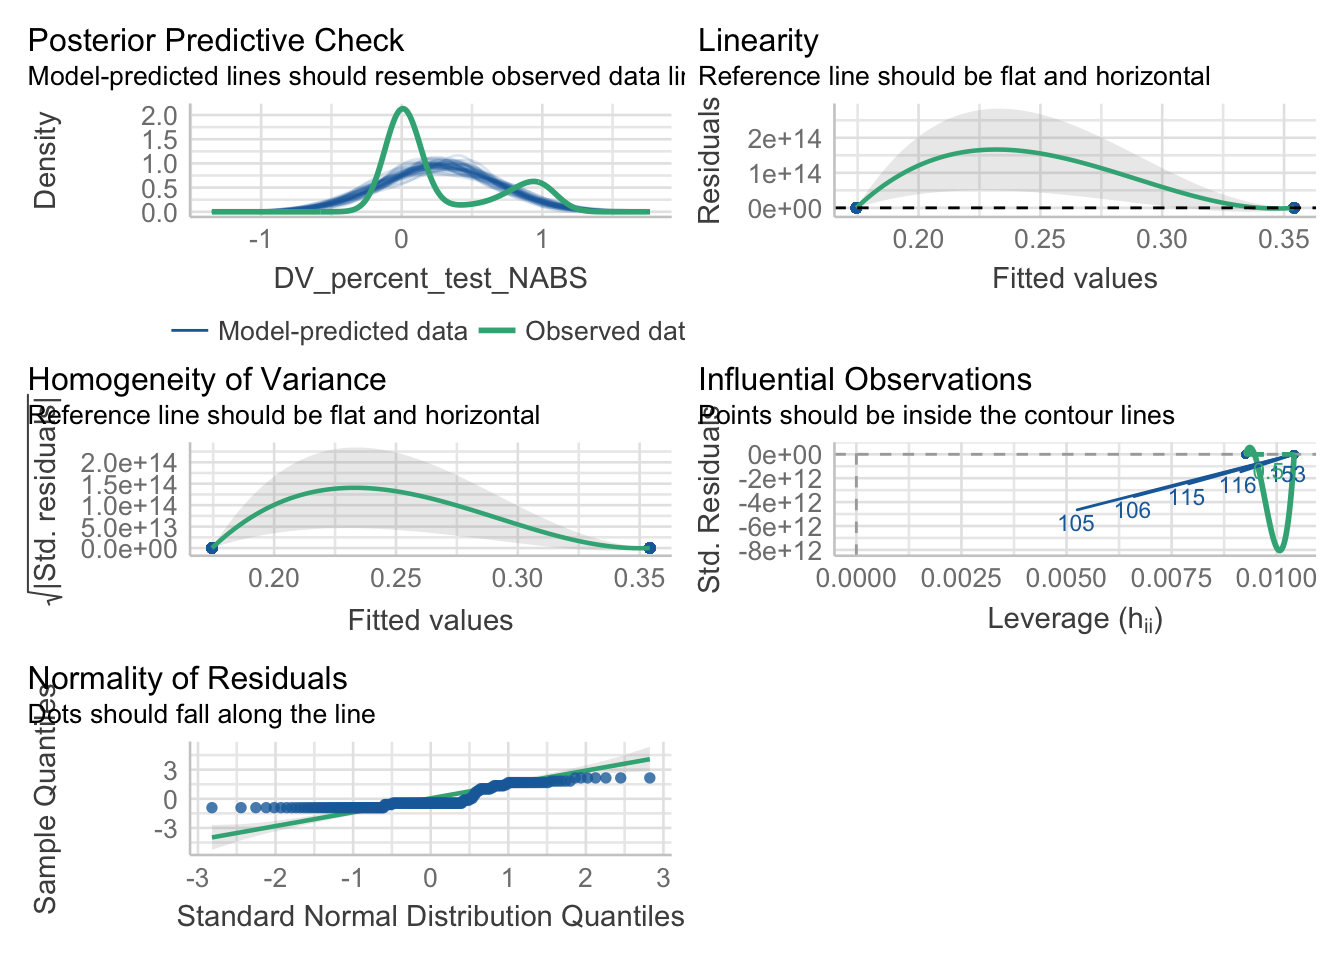 Posterior Predictive Check
Model-predicted lines should resemble observed data lin
Density
2.0
1.5
1.0
0.5
0.0
-1 0 1
DV_percent_test_NABS
Model-predicted data Observed dat
Linearity
Reference line should be flat and horizontal
Residuals
2e+14
1e+14
0e+00
0.20 0.25 0.30 0.35
Fitted values
Homogeneity of Variance
Reference line should be flat and horizontal
√|Std. residuals|
2.0e+14
1.5e+14
1.0e+14
5.0e+13
0.0e+00
0.20 0.25 0.30 0.35
Fitted values
Influential Observations
Points should be inside the contour lines
Std. Residuals
0e+00
-2e+12
-4e+12
-6e+12
-8e+12
105 106 115 116 153
0.0000 0.0025 0.0050 0.0075 0.0100
Leverage (hii)
Normality of Residuals
Dots should fall along the line
Sample Quantiles
3
0
-3
-3 -2 -1 0 1 2 3
Standard Normal Distribution Quantiles